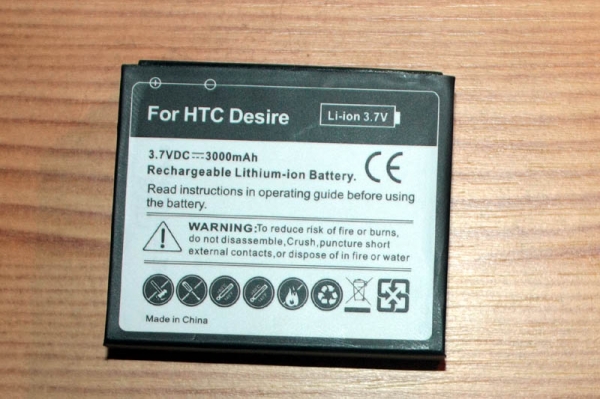 For HTC Desire
Li-ion 3.7V
3.7VDC⎓3000mAh
Rechargeable Lithium-ion Battery.
CE
Read instructions in operating guide before using
the battery.
WARNING:To reduce risk of fire or burns,
do not disassemble,Crush,puncture short
external contacts,or dispose of in fire or water
Made in China